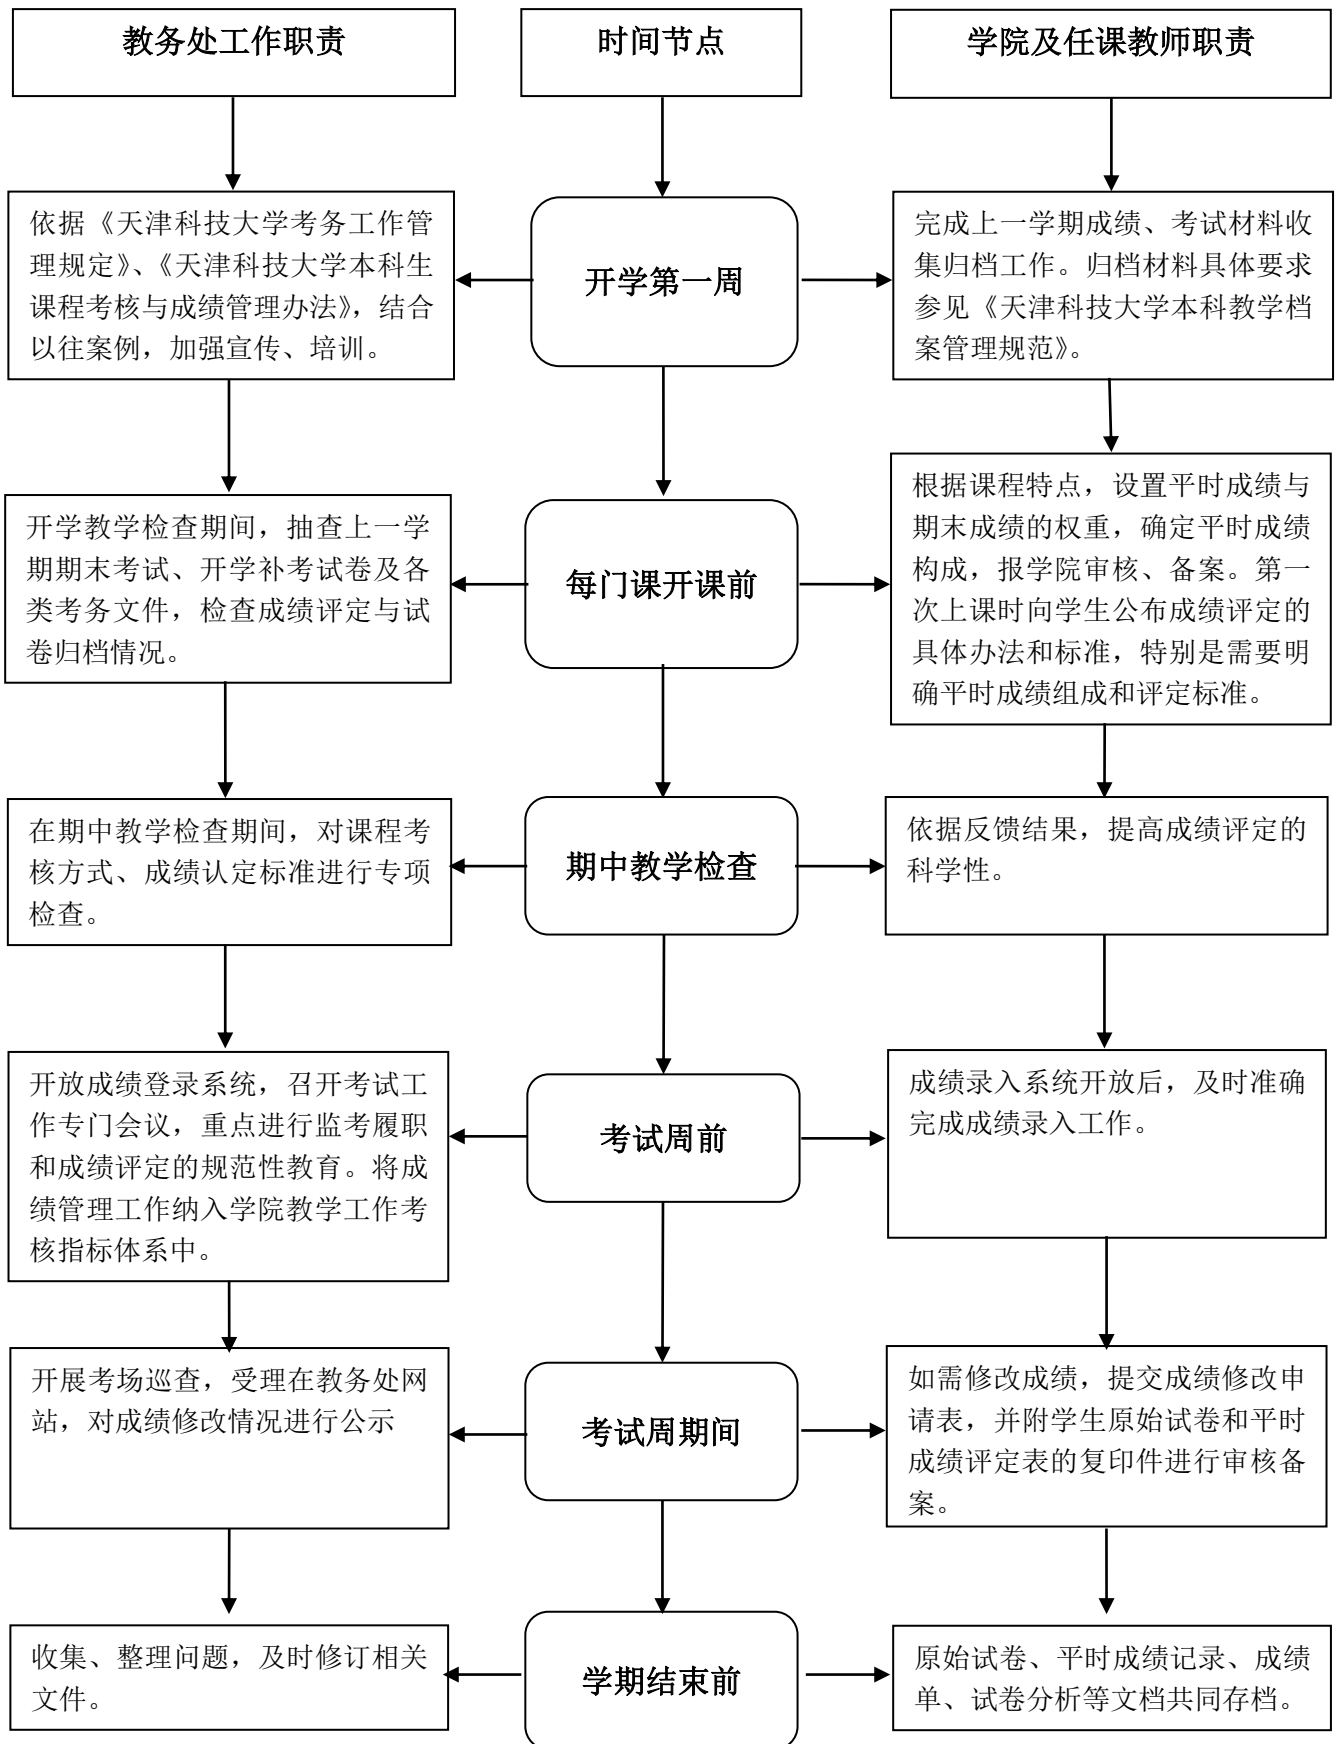 教务处工作职责
时间节点
学院及任课教师职责
依据《天津科技大学考务工作管
理规定》、《天津科技大学本科生
课程考核与成绩管理办法》，结合
以往案例，加强宣传、培训。
开学第一周
完成上一学期成绩、考试材料收
集归档工作。归档材料具体要求
参见《天津科技大学本科教学档
案管理规范》。
开学教学检查期间，抽查上一学
期期末考试、开学补考试卷及各
类考务文件，检查成绩评定与试
卷归档情况。
每门课开课前
根据课程特点，设置平时成绩与
期末成绩的权重，确定平时成绩
构成，报学院审核、备案。第一
次上课时向学生公布成绩评定的
具体办法和标准，特别是需要明
确平时成绩组成和评定标准。
在期中教学检查期间，对课程考
核方式、成绩认定标准进行专项
检查。
期中教学检查
依据反馈结果，提高成绩评定的
科学性。
开放成绩登录系统，召开考试工
作专门会议，重点进行监考履职
和成绩评定的规范性教育。将成
绩管理工作纳入学院教学工作考
核指标体系中。
考试周前
成绩录入系统开放后，及时准确
完成成绩录入工作。
开展考场巡查，受理在教务处网
站，对成绩修改情况进行公示
考试周期间
如需修改成绩，提交成绩修改申
请表，并附学生原始试卷和平时
成绩评定表的复印件进行审核备
案。
收集、整理问题，及时修订相关
文件。
学期结束前
原始试卷、平时成绩记录、成绩
单、试卷分析等文档共同存档。